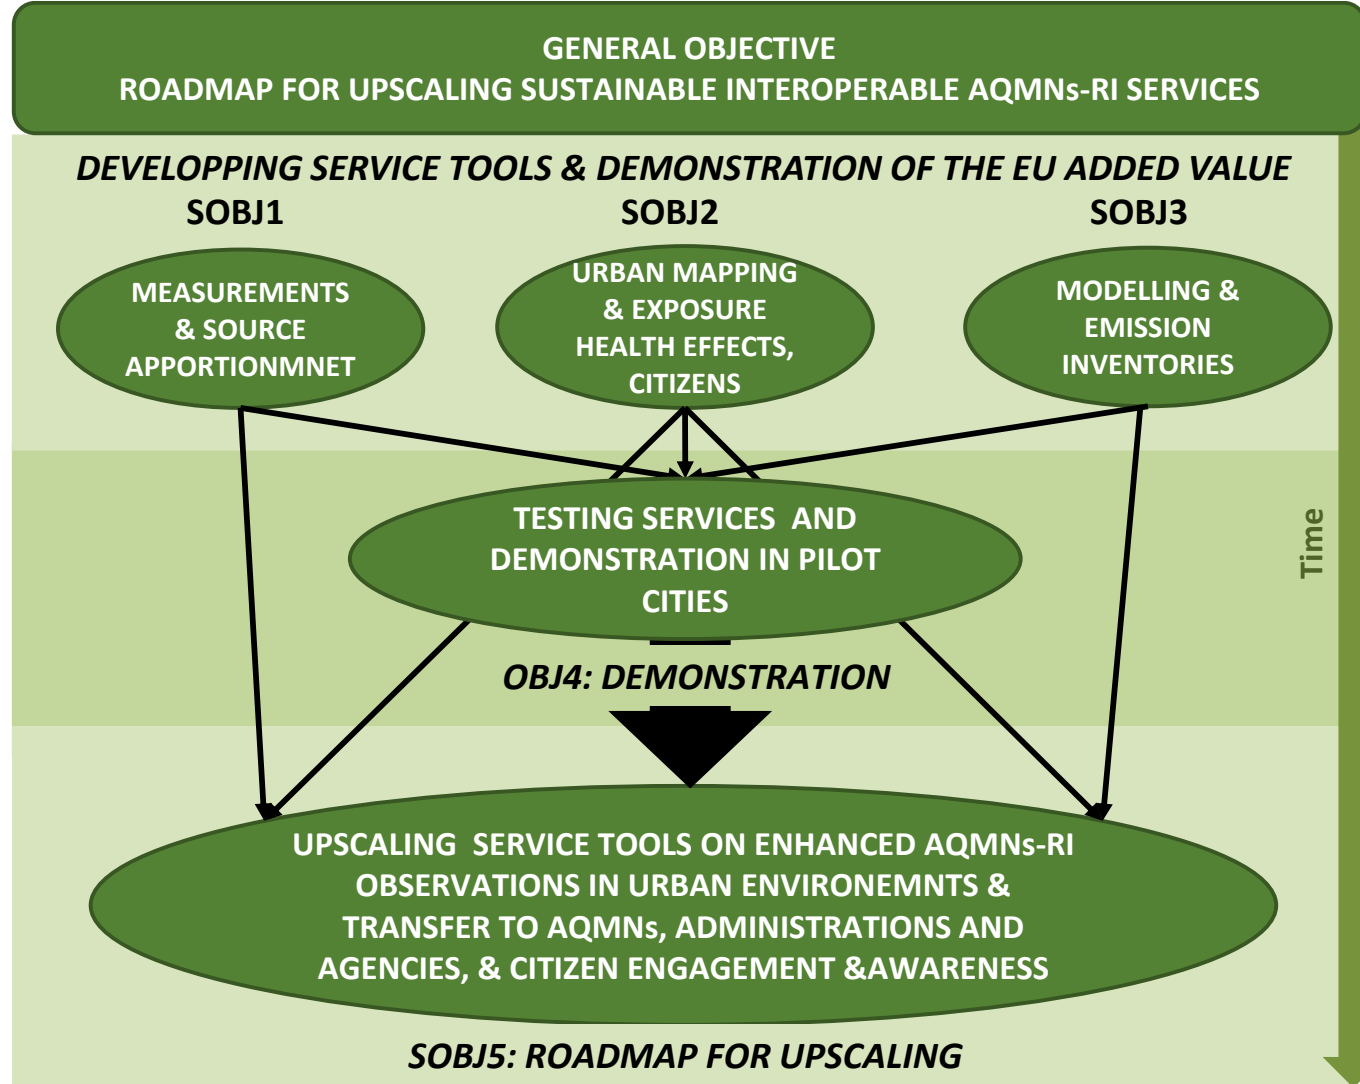 GENERAL OBJECTIVE
ROADMAP FOR UPSCALING SUSTAINABLE INTEROPERABLE AQMNs-RI SERVICES
DEVELOPPING SERVICE TOOLS & DEMONSTRATION OF THE EU ADDED VALUE
SOBJ1
SOBJ2
SOBJ3
MEASUREMENTS
& SOURCE
APPORTIONMNET
URBAN MAPPING
& EXPOSURE
HEALTH EFFECTS,
CITIZENS
MODELLING &
EMISSION
INVENTORIES
TESTING SERVICES AND
DEMONSTRATION IN PILOT
CITIES
Time
OBJ4: DEMONSTRATION
UPSCALING SERVICE TOOLS ON ENHANCED AQMNs-RI
OBSERVATIONS IN URBAN ENVIRONEMNTS &
TRANSFER TO AQMNs, ADMINISTRATIONS AND
AGENCIES, & CITIZEN ENGAGEMENT &AWARENESS
SOBJ5: ROADMAP FOR UPSCALING